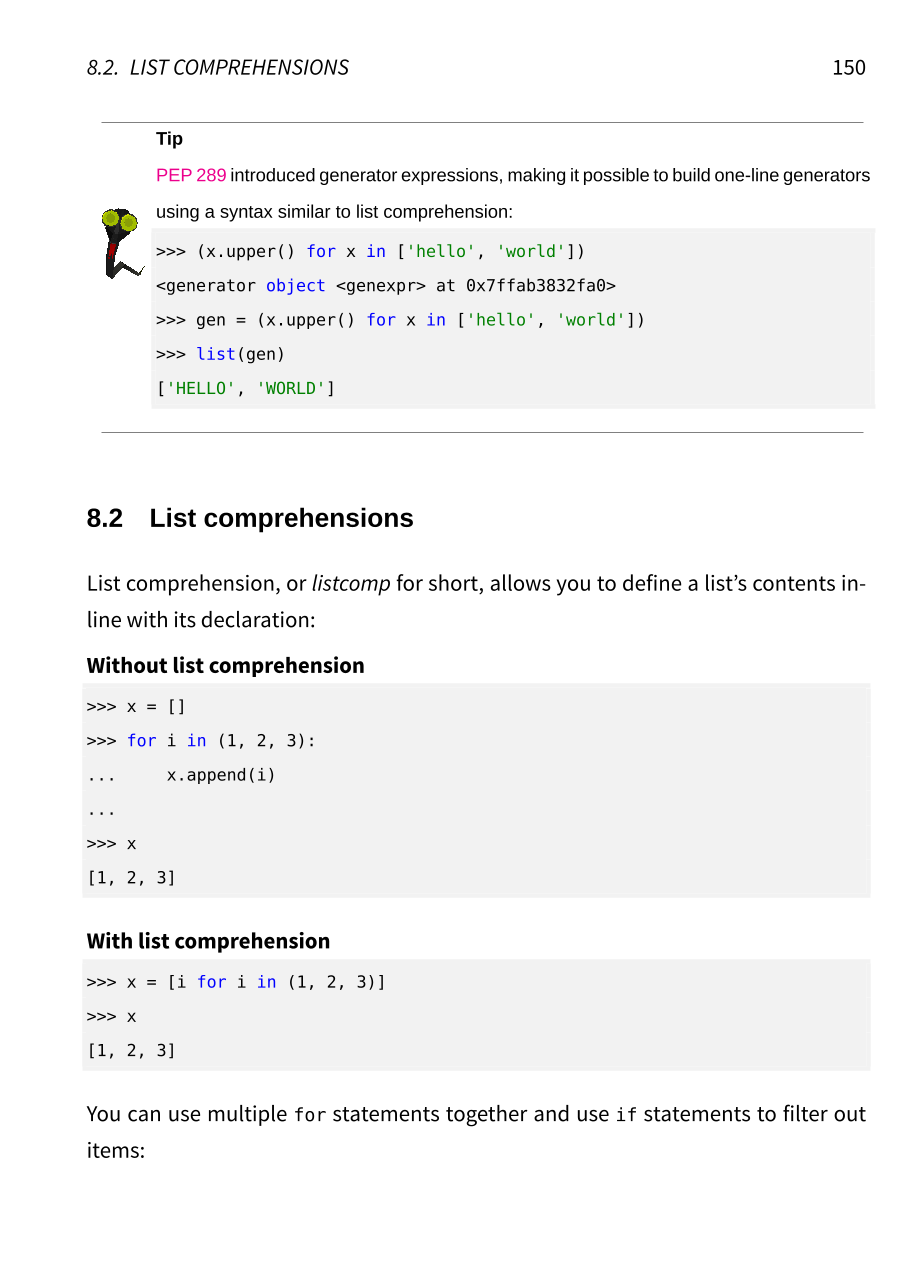 8.2. LIST COMPREHENSIONS 150
Tip
PEP 289 introduced generator expressions, making it possible to build one-line generators
using a syntax similar to list comprehension:
>>> (x.upper() for x in ['hello', 'world'])
<generator object <genexpr> at 0x7ffab3832fa0>
>>> gen = (x.upper() for x in ['hello', 'world'])
>>> list(gen)
['HELLO', 'WORLD']
8.2 List comprehensions
List comprehension, or listcomp for short, allows you to define a list’s contents in-
line with its declaration:
Without list comprehension
>>> x = []
>>> for i in (1, 2, 3):
...     x.append(i)
...
>>> x
[1, 2, 3]
With list comprehension
>>> x = [i for i in (1, 2, 3)]
>>> x
[1, 2, 3]
You can use multiple for statements together and use if statements to filter out
items: